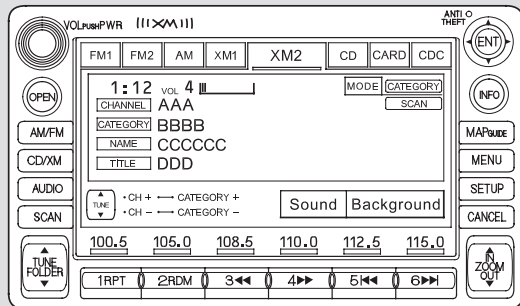 VOL PUSH PWR ((( XM )))
ANTI THEFT
FM1 FM2 AM XM1 XM2 CD CARD CDC
ENT
1:12 VOL 4 MODE CATEGORY
SCAN
CHANNEL AAA
CATEGORY BBBB
NAME CCCCCC
TITLE DDD
OPEN
INFO
AM/FM
MAP GUIDE
CD/XM
MENU
AUDIO
SETUP
SCAN
CANCEL
TUNE
•CH + ⟷ CATEGORY +
•CH – ⟷ CATEGORY –
Sound Background
100.5 105.0 108.5 110.0 112.5 115.0
TUNE FOLDER
IN ZOOM OUT
1RPT 2RDM 3◀◀ 4▶▶ 5|◀◀ 6▶▶|